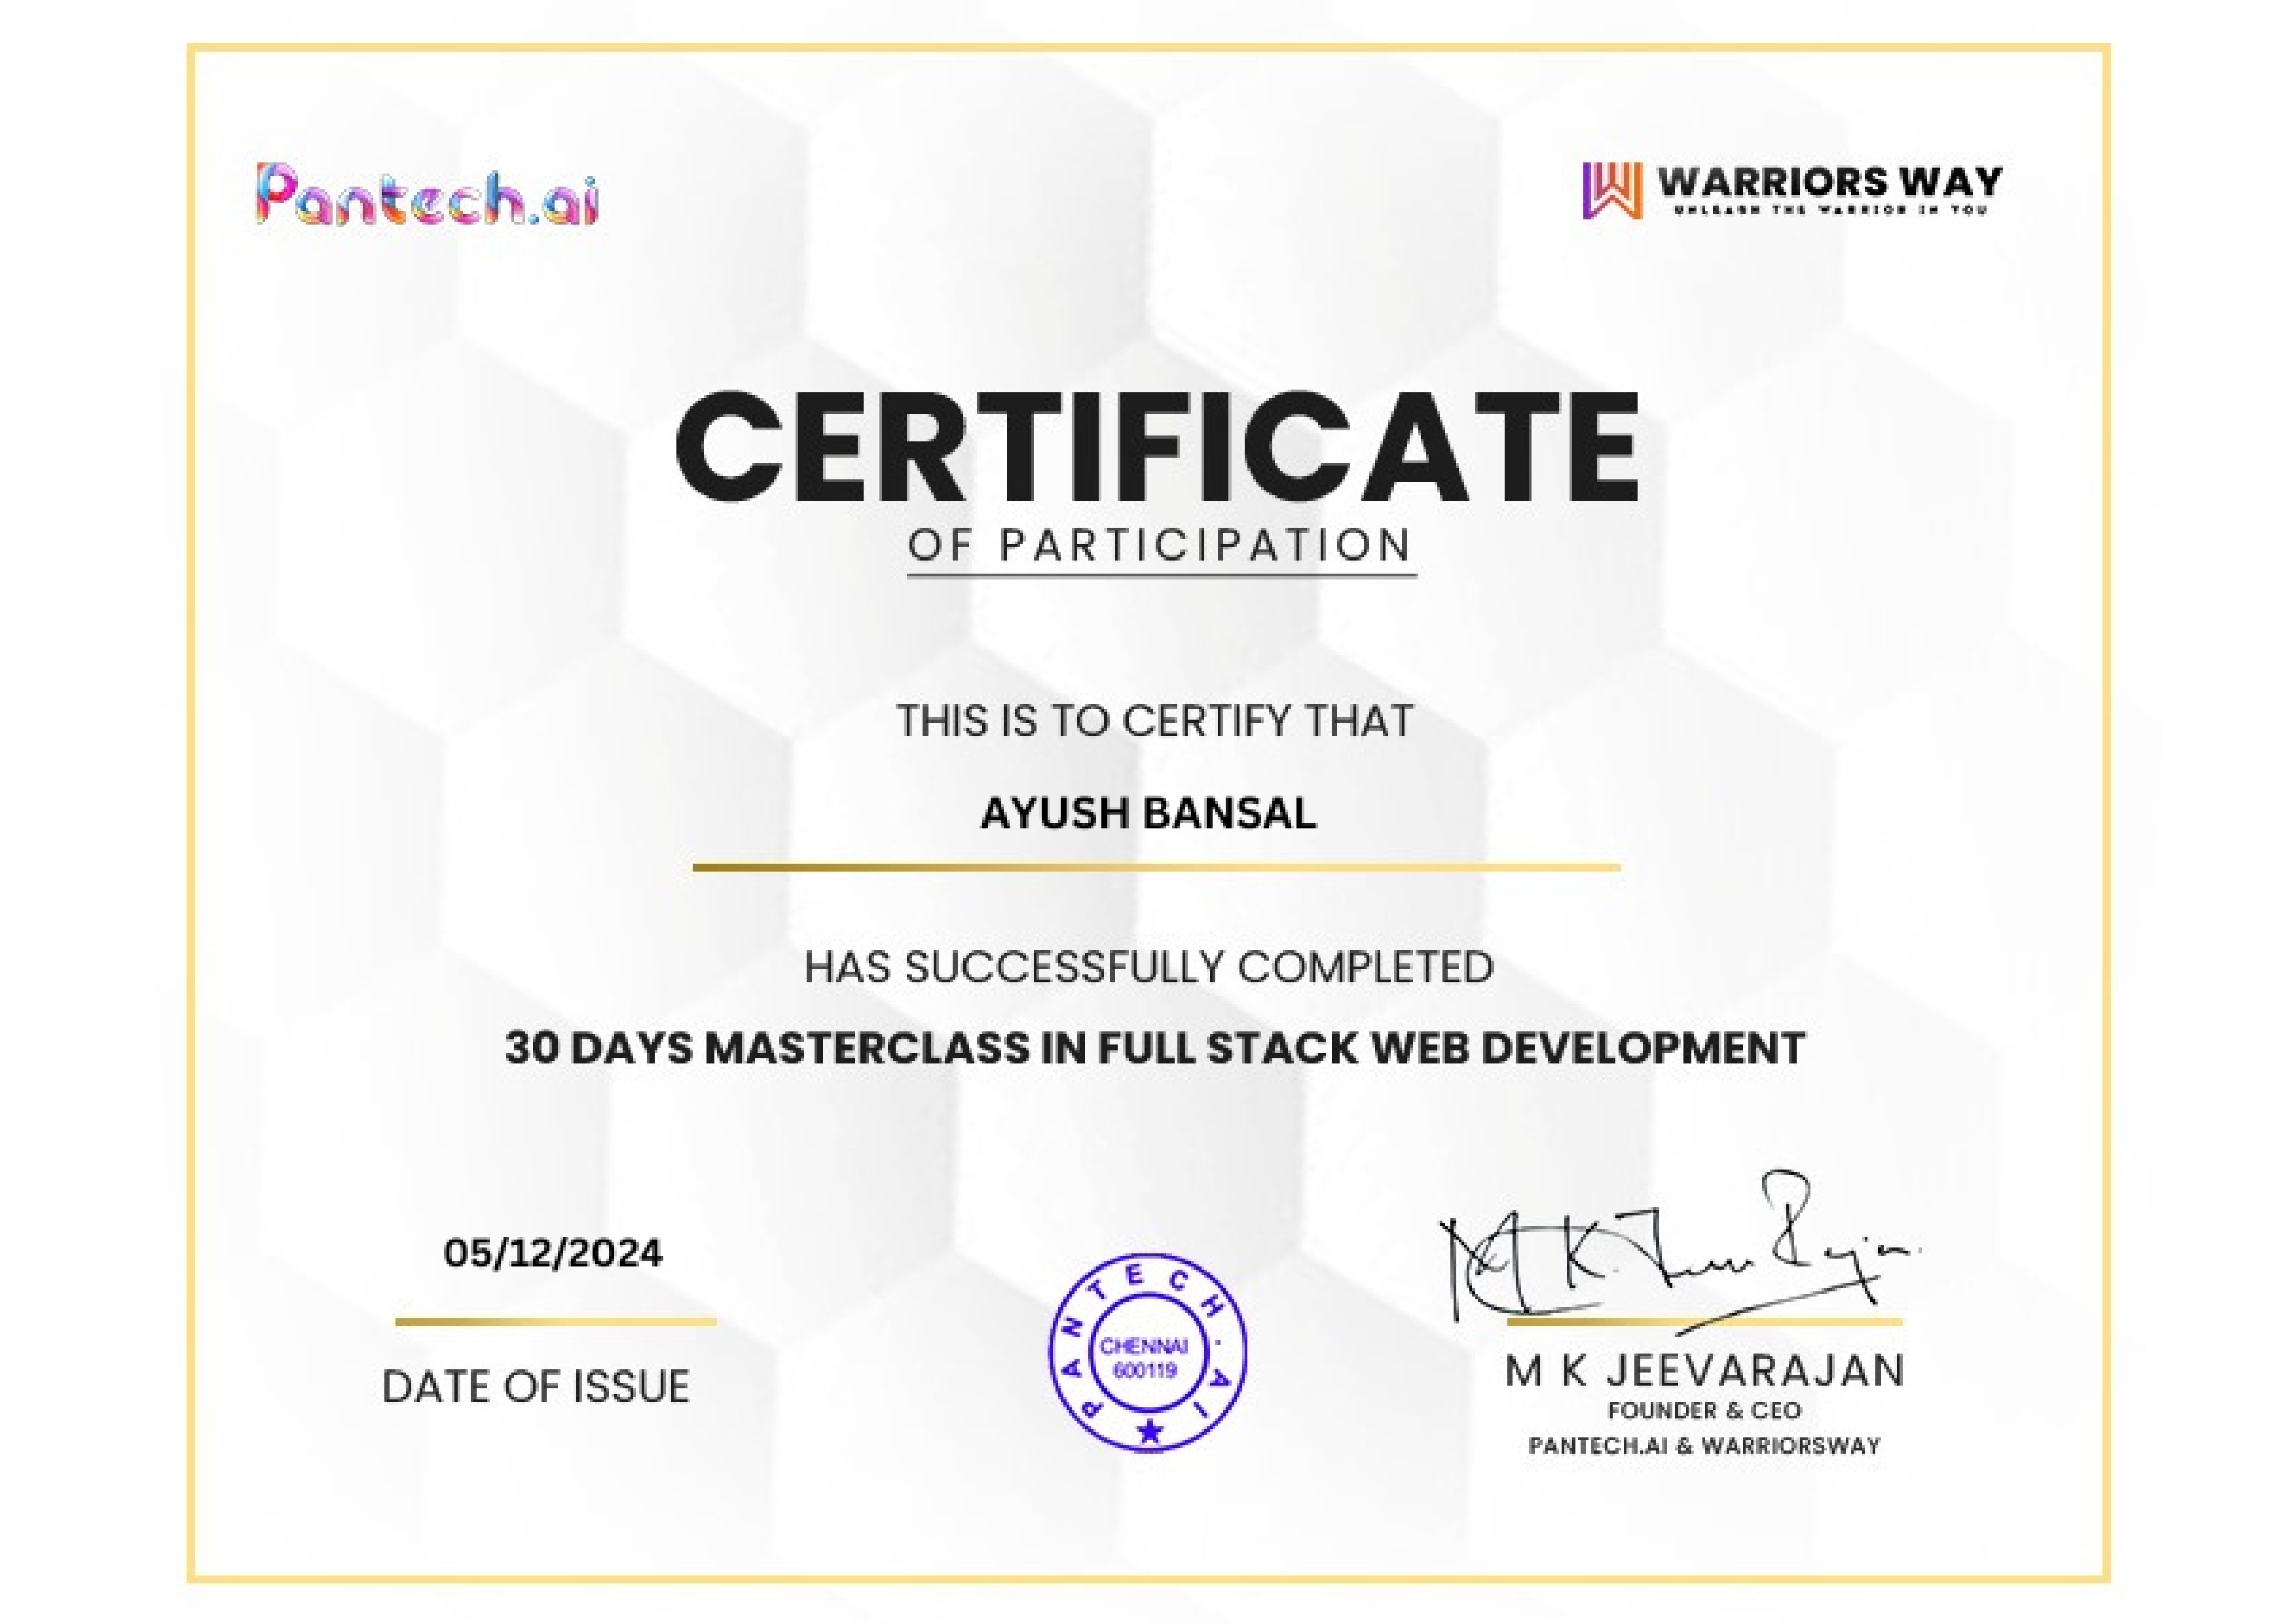 Pantech.ai
WARRIORS WAY
UNLEASH THE WARRIOR IN YOU
CERTIFICATE
OF PARTICIPATION
THIS IS TO CERTIFY THAT
AYUSH BANSAL
HAS SUCCESSFULLY COMPLETED
30 DAYS MASTERCLASS IN FULL STACK WEB DEVELOPMENT
05/12/2024
DATE OF ISSUE
PANTECH.AI
CHENNAI
600119
M K JEEVARAJAN
FOUNDER & CEO
PANTECH.AI & WARRIORSWAY